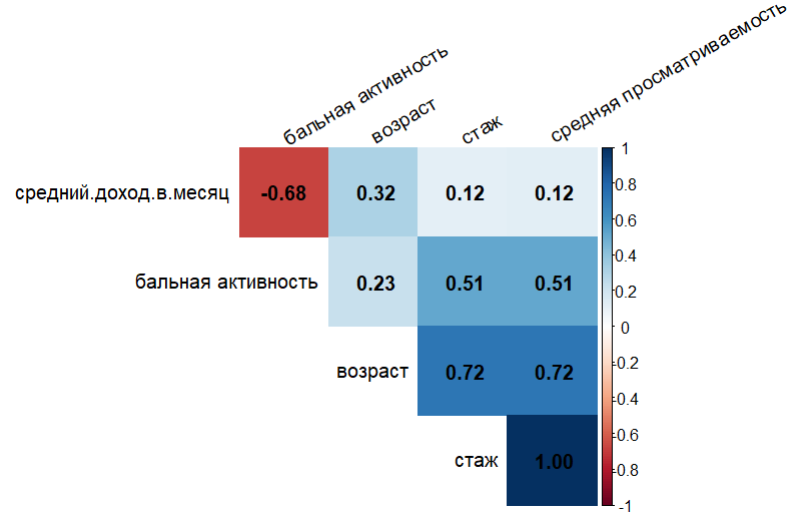 бальная активность
возраст
стаж
средняя просматриваемость
средний.доход.в.месяц
-0.68
0.32
0.12
0.12
бальная активность
0.23
0.51
0.51
возраст
0.72
0.72
стаж
1.00
1
0.8
0.6
0.4
0.2
0
-0.2
-0.4
-0.6
-0.8
-1